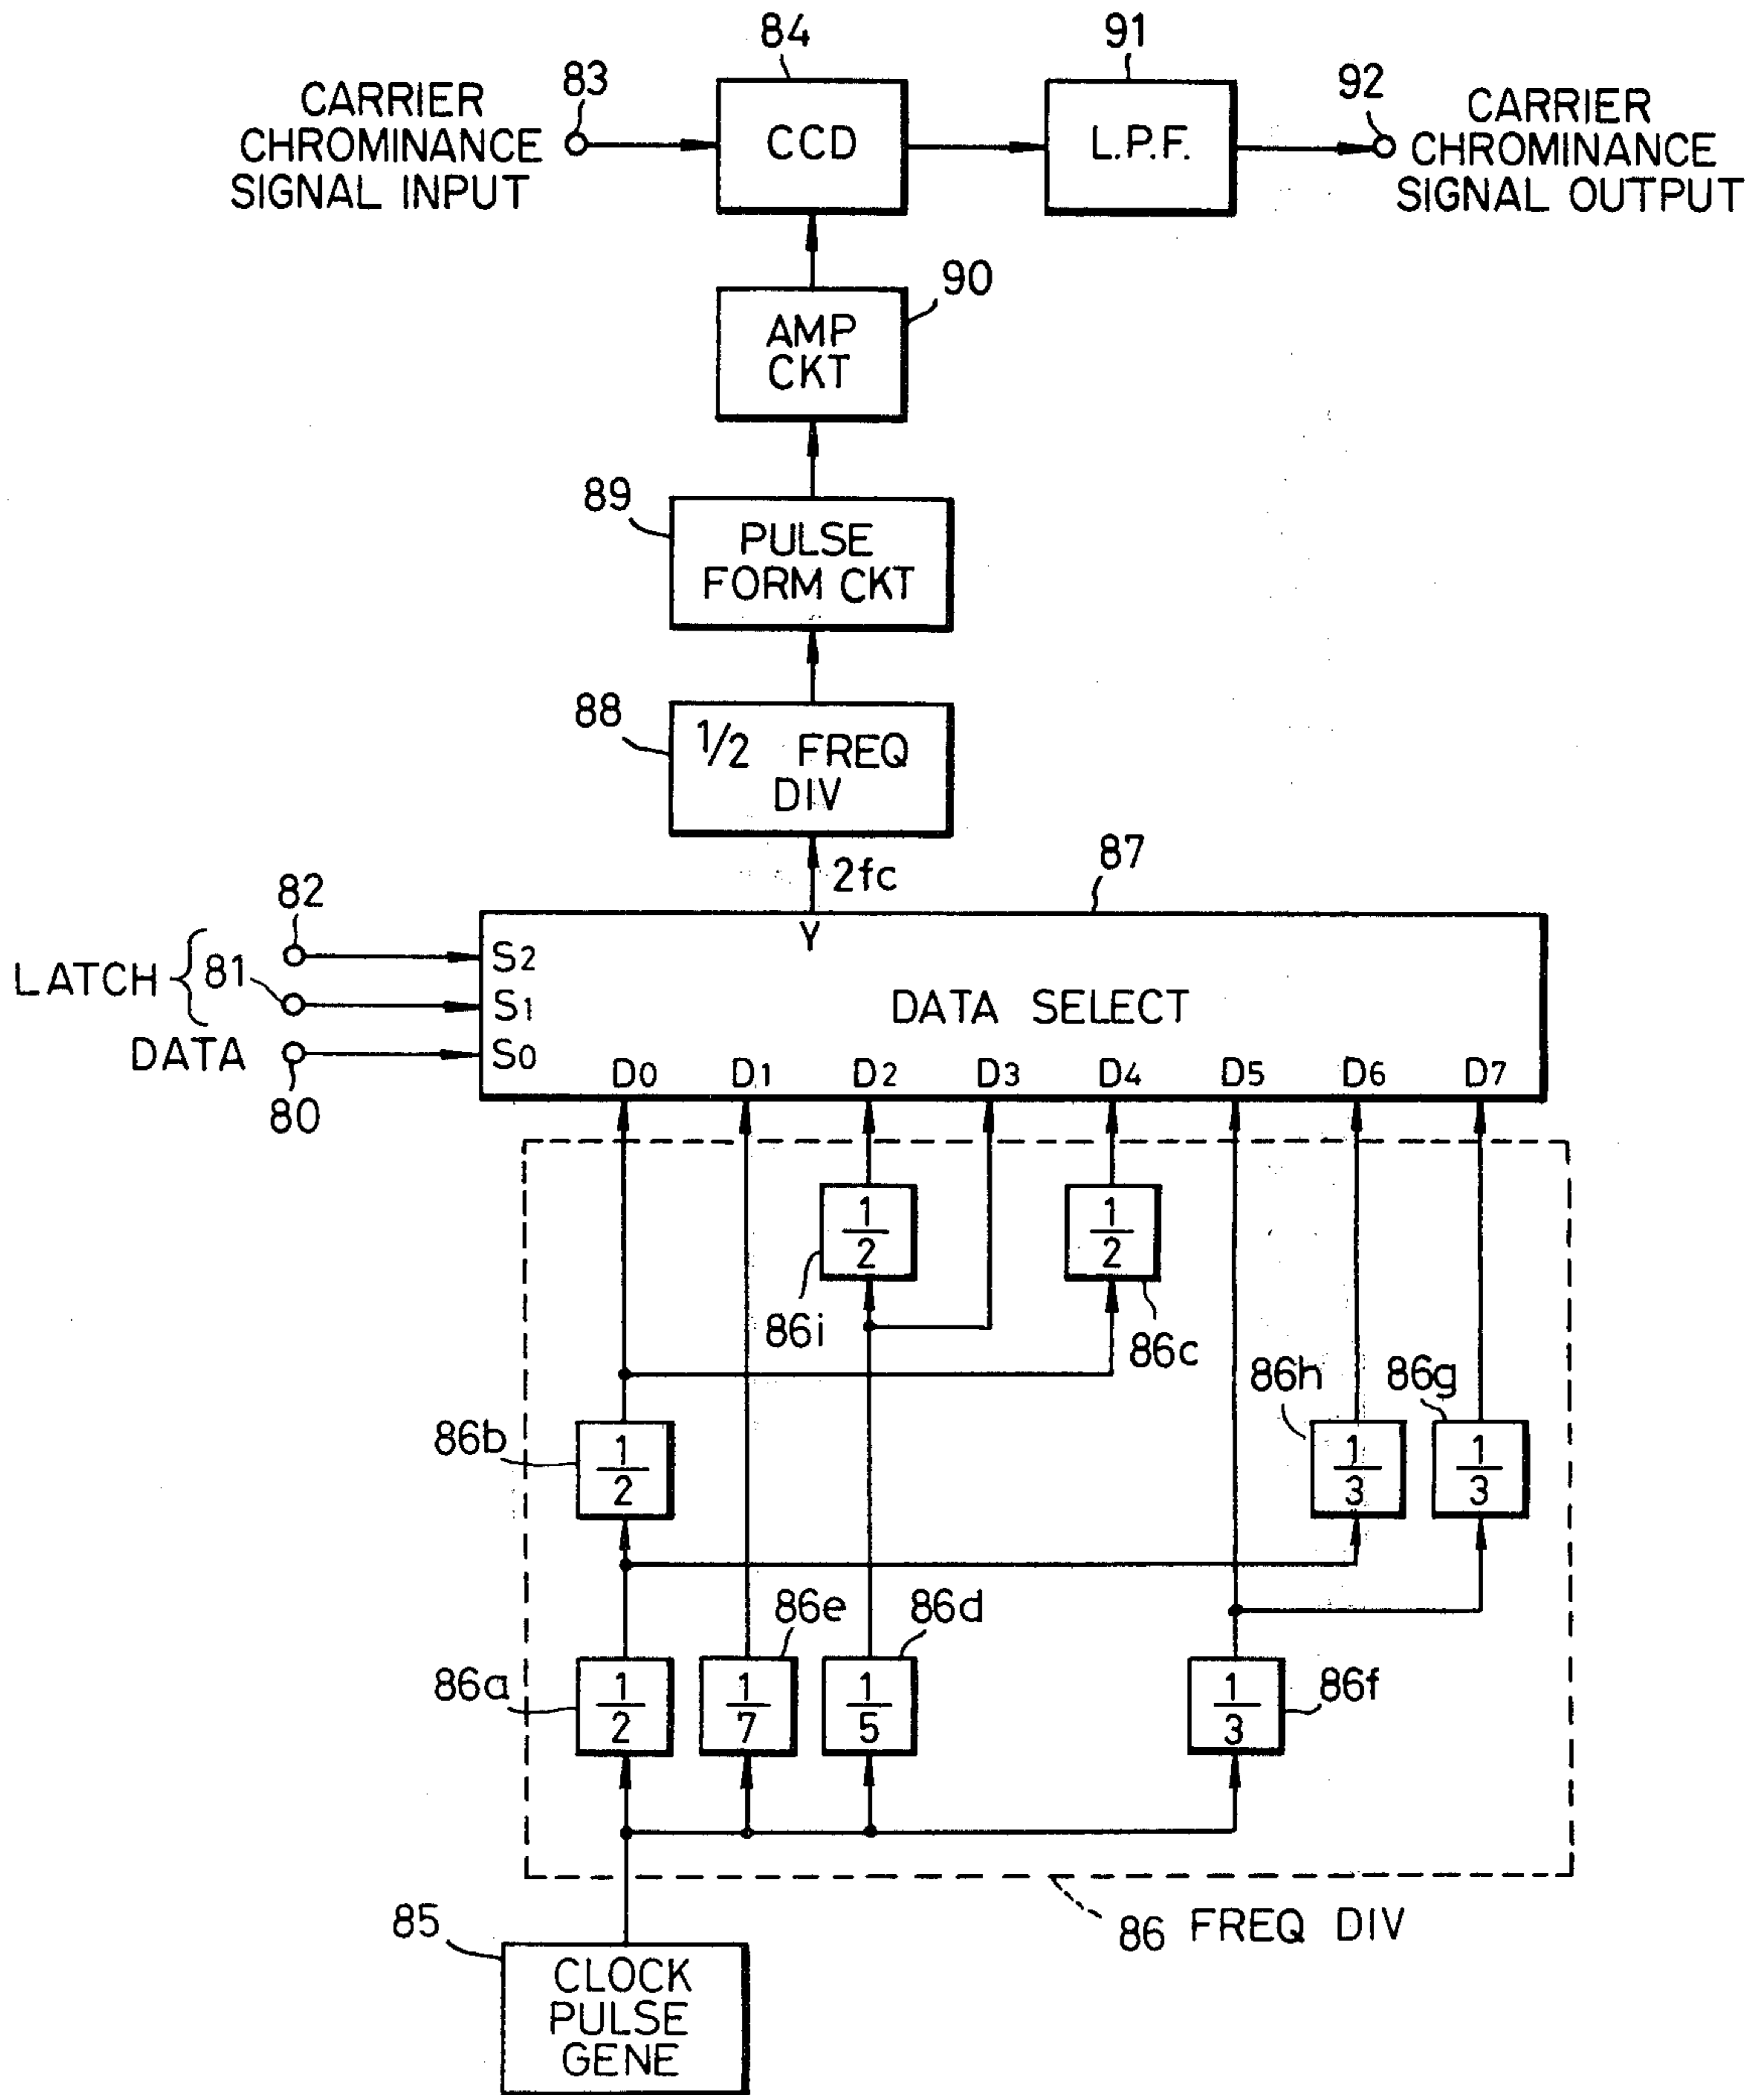 84
91
83
92
CARRIER
CHROMINANCE
SIGNAL INPUT
CCD
L.P.F.
CARRIER
CHROMINANCE
SIGNAL OUTPUT
90
AMP
CKT
89
PULSE
FORM CKT
88
1/2 FREQ
DIV
2fc
87
82
LATCH { 81
DATA
80
S2
S1
S0
Y
DATA SELECT
D0 D1 D2 D3 D4 D5 D6 D7
1/2
1/2
86i
86c
86h
86g
86b
1/2
1/3
1/3
86e
86d
86a
1/2
1/7
1/5
1/3
86f
86 FREQ DIV
85
CLOCK
PULSE
GENE